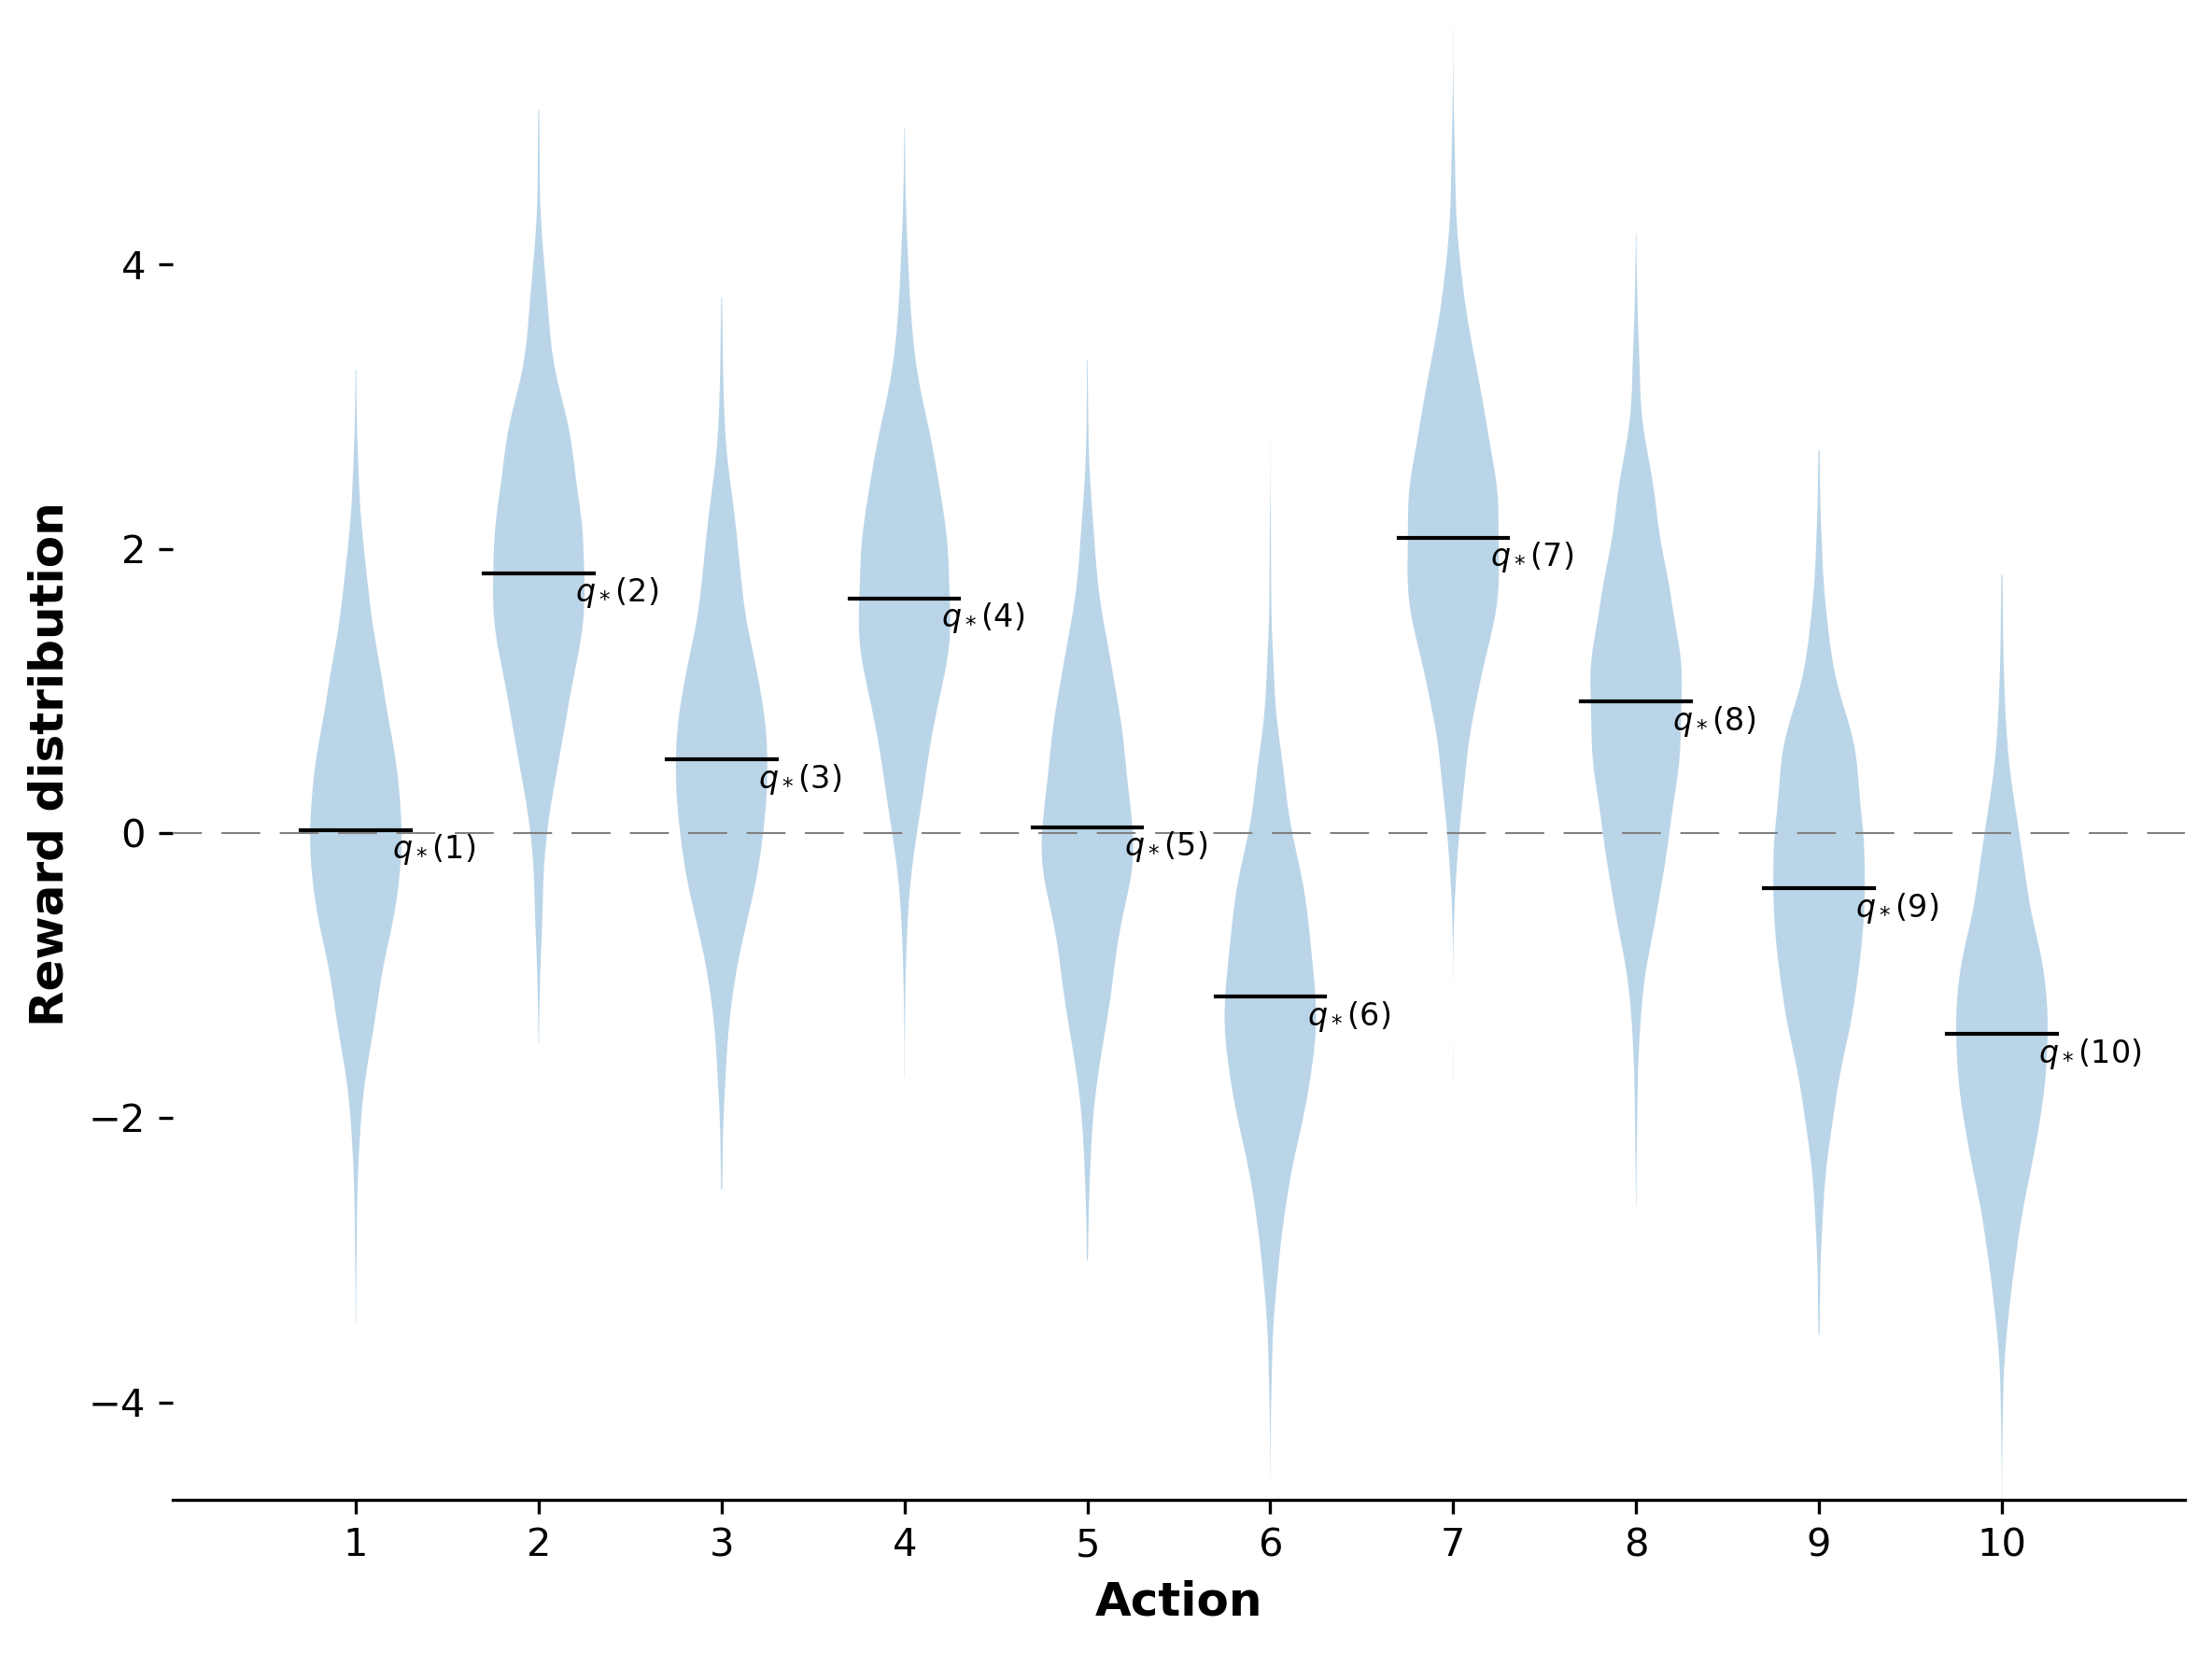 Reward distribution
4
2
0
−2
−4
q*(1)
q*(2)
q*(3)
q*(4)
q*(5)
q*(6)
q*(7)
q*(8)
q*(9)
q*(10)
1 2 3 4 5 6 7 8 9 10
Action